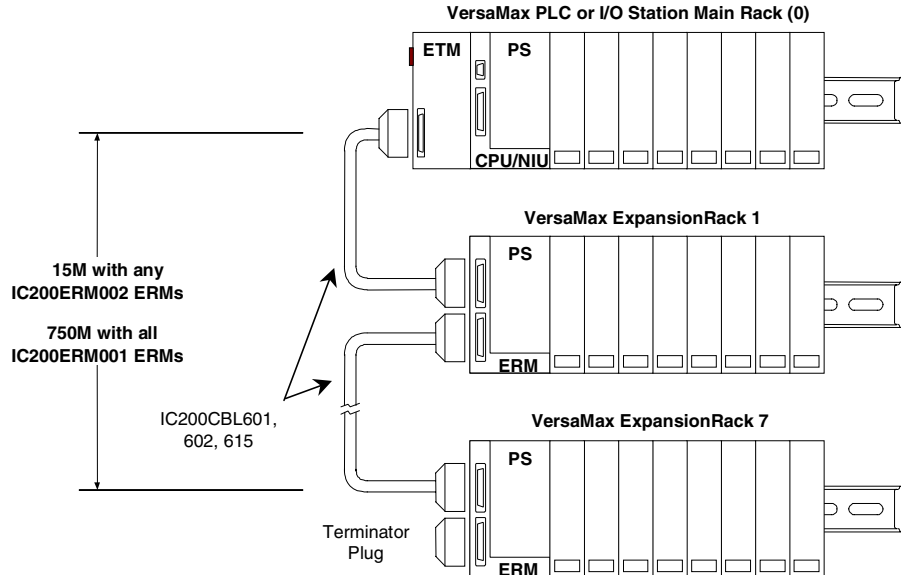 VersaMax PLC or I/O Station Main Rack (0)
ETM
PS
CPU/NIU
VersaMax ExpansionRack 1
PS
ERM
15M with any
IC200ERM002 ERMs
750M with all
IC200ERM001 ERMs
IC200CBL601,
602, 615
VersaMax ExpansionRack 7
PS
Terminator
Plug
ERM